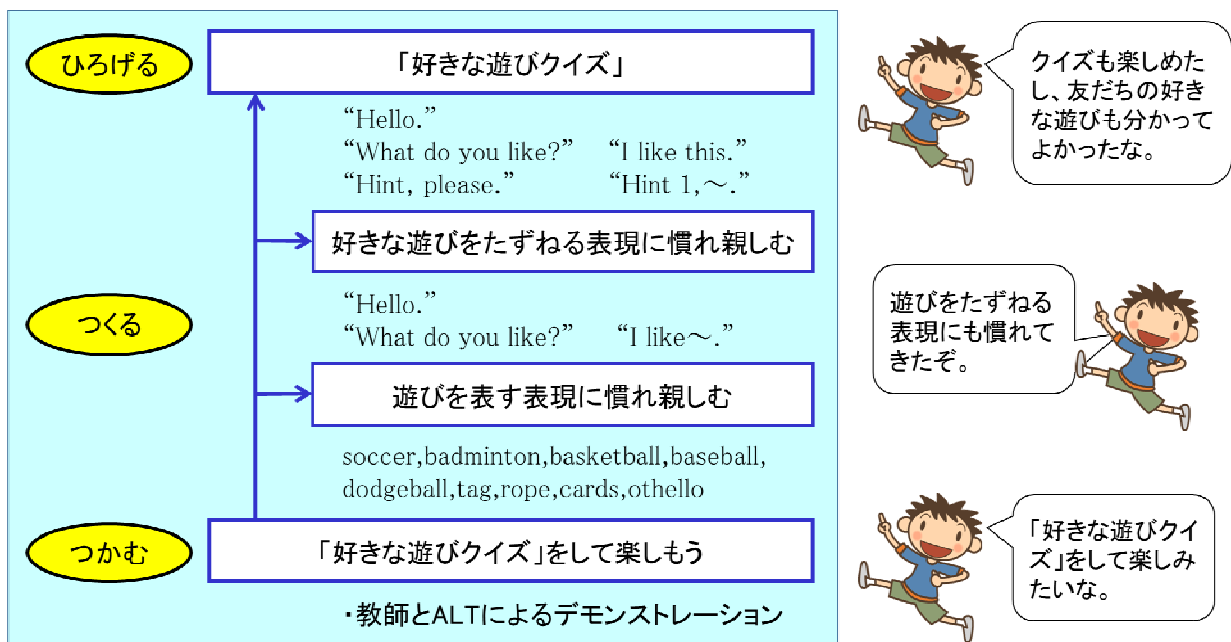 ひろげる
「好きな遊びクイズ」
“Hello.”
“What do you like?” “I like this.”
“Hint, please.” “Hint 1,～.”
好きな遊びをたずねる表現に慣れ親しむ
つくる
“Hello.”
“What do you like?” “I like～.”
遊びを表す表現に慣れ親しむ
soccer,badminton,basketball,baseball,
dodgeball,tag,rope,cards,othello
つかむ
「好きな遊びクイズ」をして楽しもう
・教師とALTによるデモンストレーション
クイズも楽しめた
し、友だちの好き
な遊びも分かって
よかったな。
遊びをたずねる
表現にも慣れて
きたぞ。
「好きな遊びクイ
ズ」をして楽しみ
たいな。